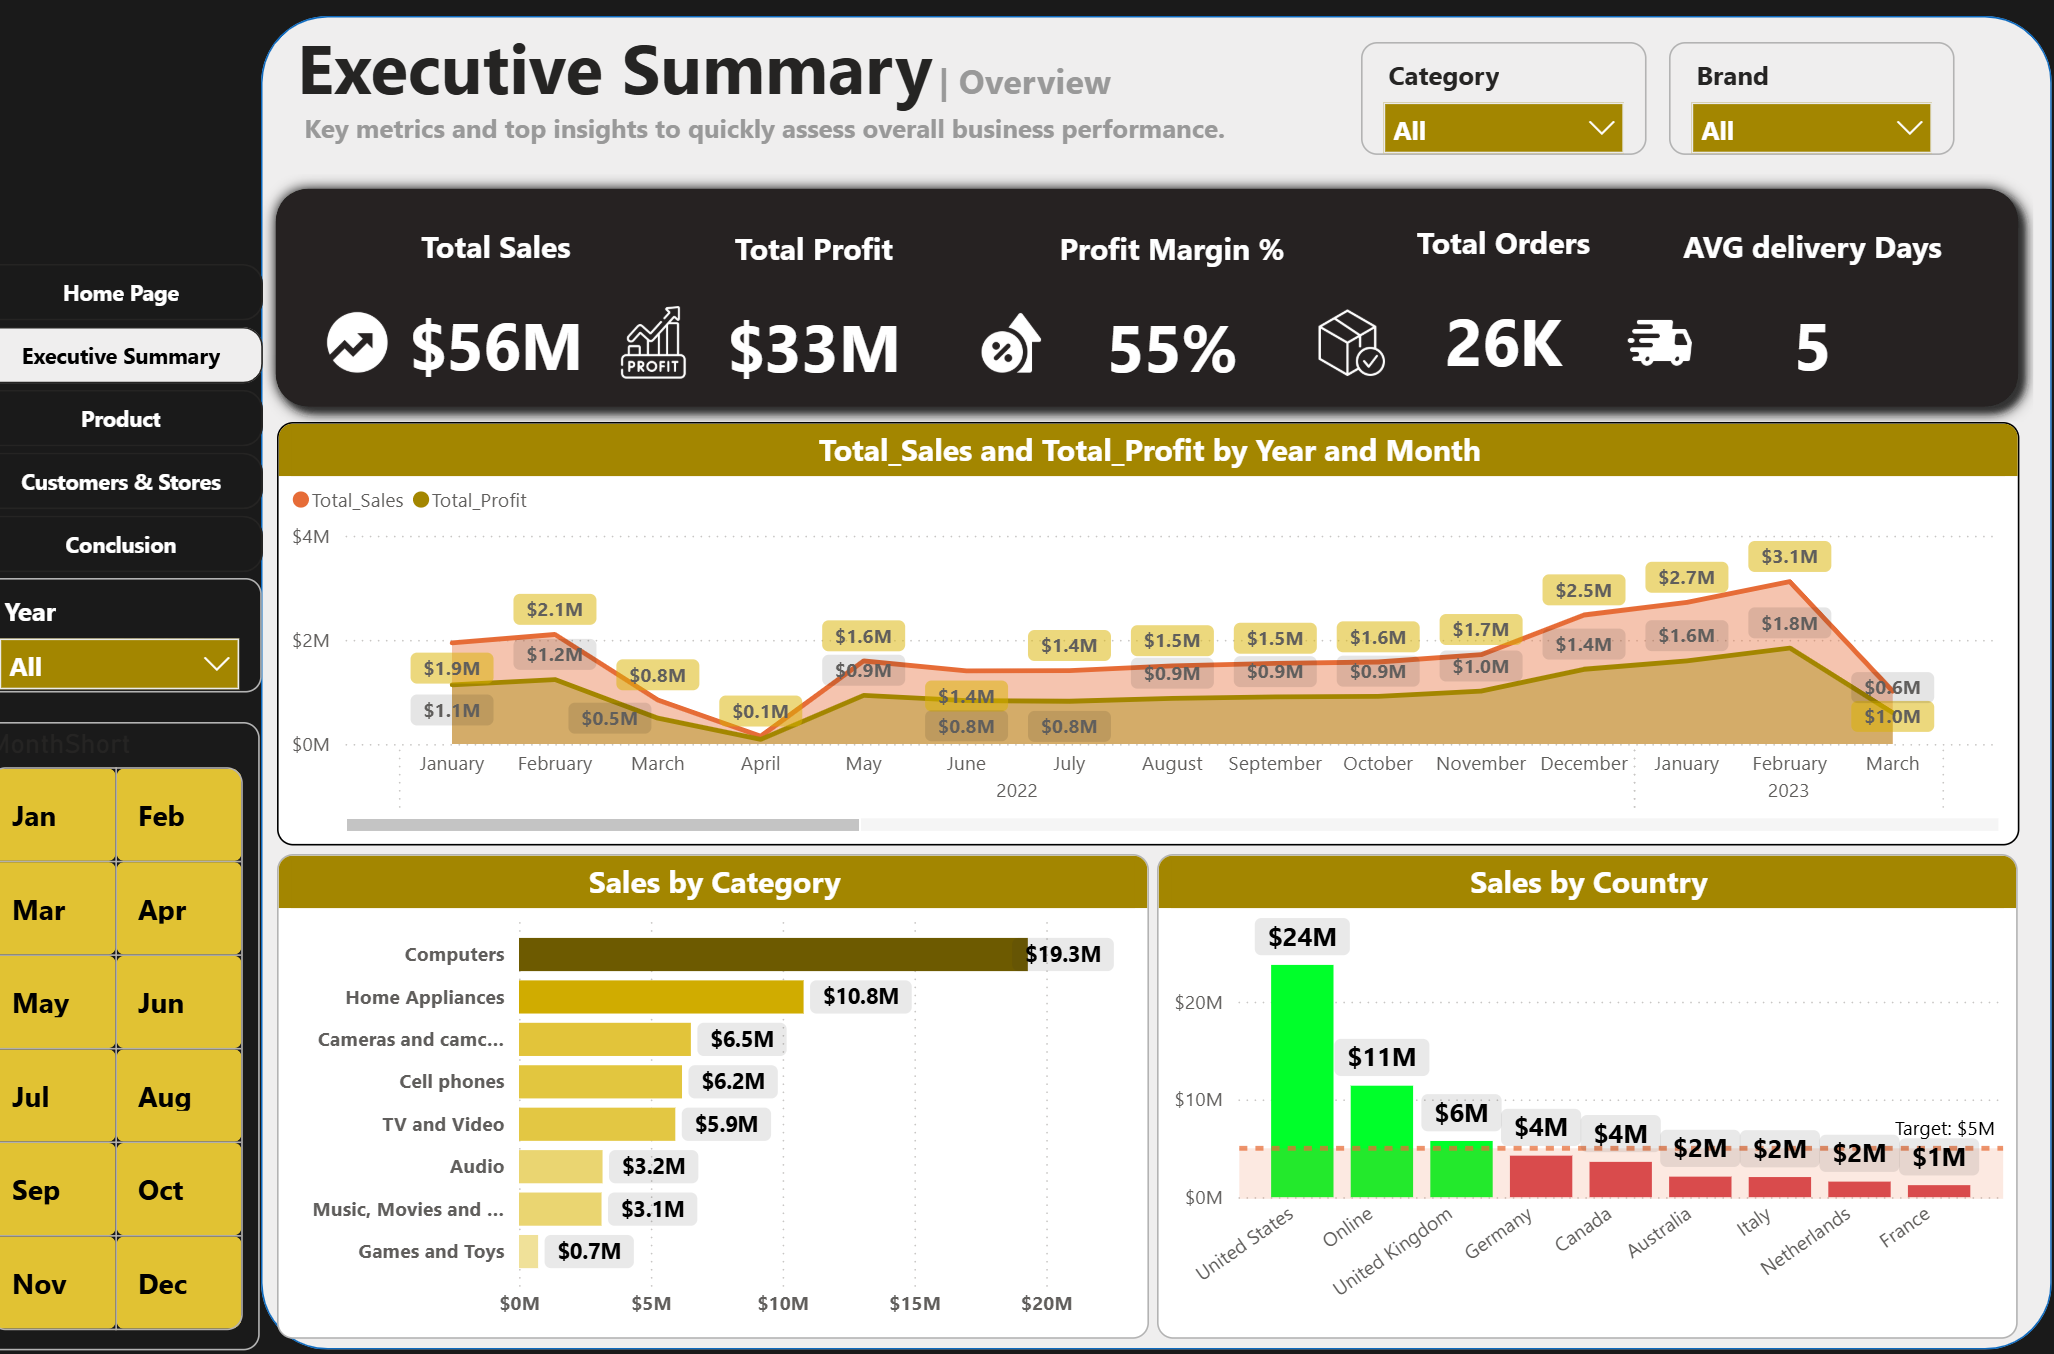 Executive Summary | Overview
Key metrics and top insights to quickly assess overall business performance.
Category
All
Brand
All
Home Page
Executive Summary
Product
Customers & Stores
Conclusion
Year
All
MonthShort
Jan Feb
Mar Apr
May Jun
Jul Aug
Sep Oct
Nov Dec
Total Sales
$56M
Total Profit
PROFIT
$33M
Profit Margin %
%
55%
Total Orders
26K
AVG delivery Days
5
Total_Sales and Total_Profit by Year and Month
Total_Sales Total_Profit
$4M
$2M
$0M
$1.9M $2.1M $0.8M $0.1M $1.6M $1.4M $1.4M $1.5M $1.5M $1.6M $1.7M $2.5M $2.7M $3.1M $1.0M
$1.1M $1.2M $0.5M $0.9M $0.8M $0.8M $0.9M $0.9M $0.9M $1.0M $1.4M $1.6M $1.8M $0.6M
January February March April May June July August September October November December January February March
2022 2023
Sales by Category
Computers $19.3M
Home Appliances $10.8M
Cameras and camc... $6.5M
Cell phones $6.2M
TV and Video $5.9M
Audio $3.2M
Music, Movies and ... $3.1M
Games and Toys $0.7M
$0M $5M $10M $15M $20M
Sales by Country
$20M
$10M
$0M
$24M $11M $6M $4M $4M $2M $2M $2M $1M
Target: $5M
United States Online United Kingdom Germany Canada Australia Italy Netherlands France